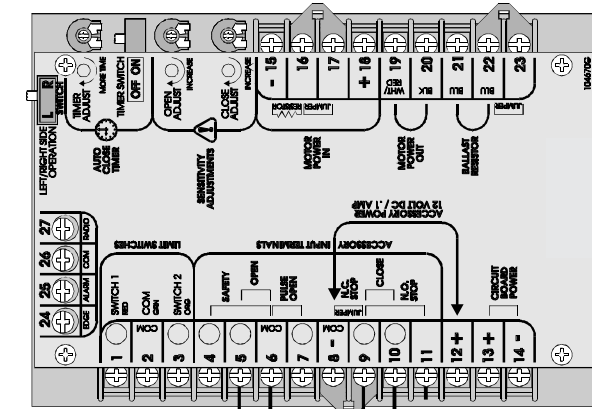 MORE TIME
INCREASE
INCREASE
TIMER
ADJUST
TIMER SWITCH
OFF ON
OPEN
ADJUST
CLOSE
ADJUST
L R
SWITCH
LEFT/RIGHT SIDE
OPERATION
AUTO
CLOSE
TIMER
SENSITIVITY
ADJUSTMENTS
15 16 17 18 19 20 21 22 23
- +
WHT/
RED
BLK
BLU
BLU
RESISTOR
JUMPER
JUMPER
MOTOR
POWER
IN
MOTOR
POWER
OUT
BALLAST
RESISTOR
10467OG
ACCESSORY POWER
12 VOLT DC / .1 AMP
27 RADIO
26 COM
25 ALARM
24 EDGE
LIMIT SWITCHES
ACCESSORY INPUT TERMINALS
SWITCH 1
RED
COM
GRN
SWITCH 2
ORG
SAFETY
OPEN
PULSE
OPEN
N.C.
STOP
CLOSE
N.O.
STOP
CIRCUIT
BOARD
POWER
JUMPER
COM
COM
COM
- + + -
1 2 3 4 5 6 7 8 9 10 11 12 13 14